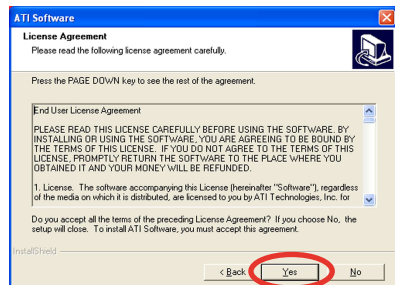 ATI Software
License Agreement
Please read the following license agreement carefully.
Press the PAGE DOWN key to see the rest of the agreement.
End User License Agreement
PLEASE READ THIS LICENSE CAREFULLY BEFORE USING THE SOFTWARE. BY
INSTALLING OR USING THE SOFTWARE, YOU ARE AGREEING TO BE BOUND BY
THE TERMS OF THIS LICENSE. IF YOU DO NOT AGREE TO THE TERMS OF THIS
LICENSE, PROMPTLY RETURN THE SOFTWARE TO THE PLACE WHERE YOU
OBTAINED IT AND YOUR MONEY WILL BE REFUNDED.
1. License. The software accompanying this License (hereinafter "Software"), regardless
of the media on which it is distributed, are licensed to you by ATI Technologies, Inc. for
Do you accept all the terms of the preceding License Agreement? If you choose No, the
setup will close. To install ATI Software, you must accept this agreement.
InstallShield
< Back Yes No